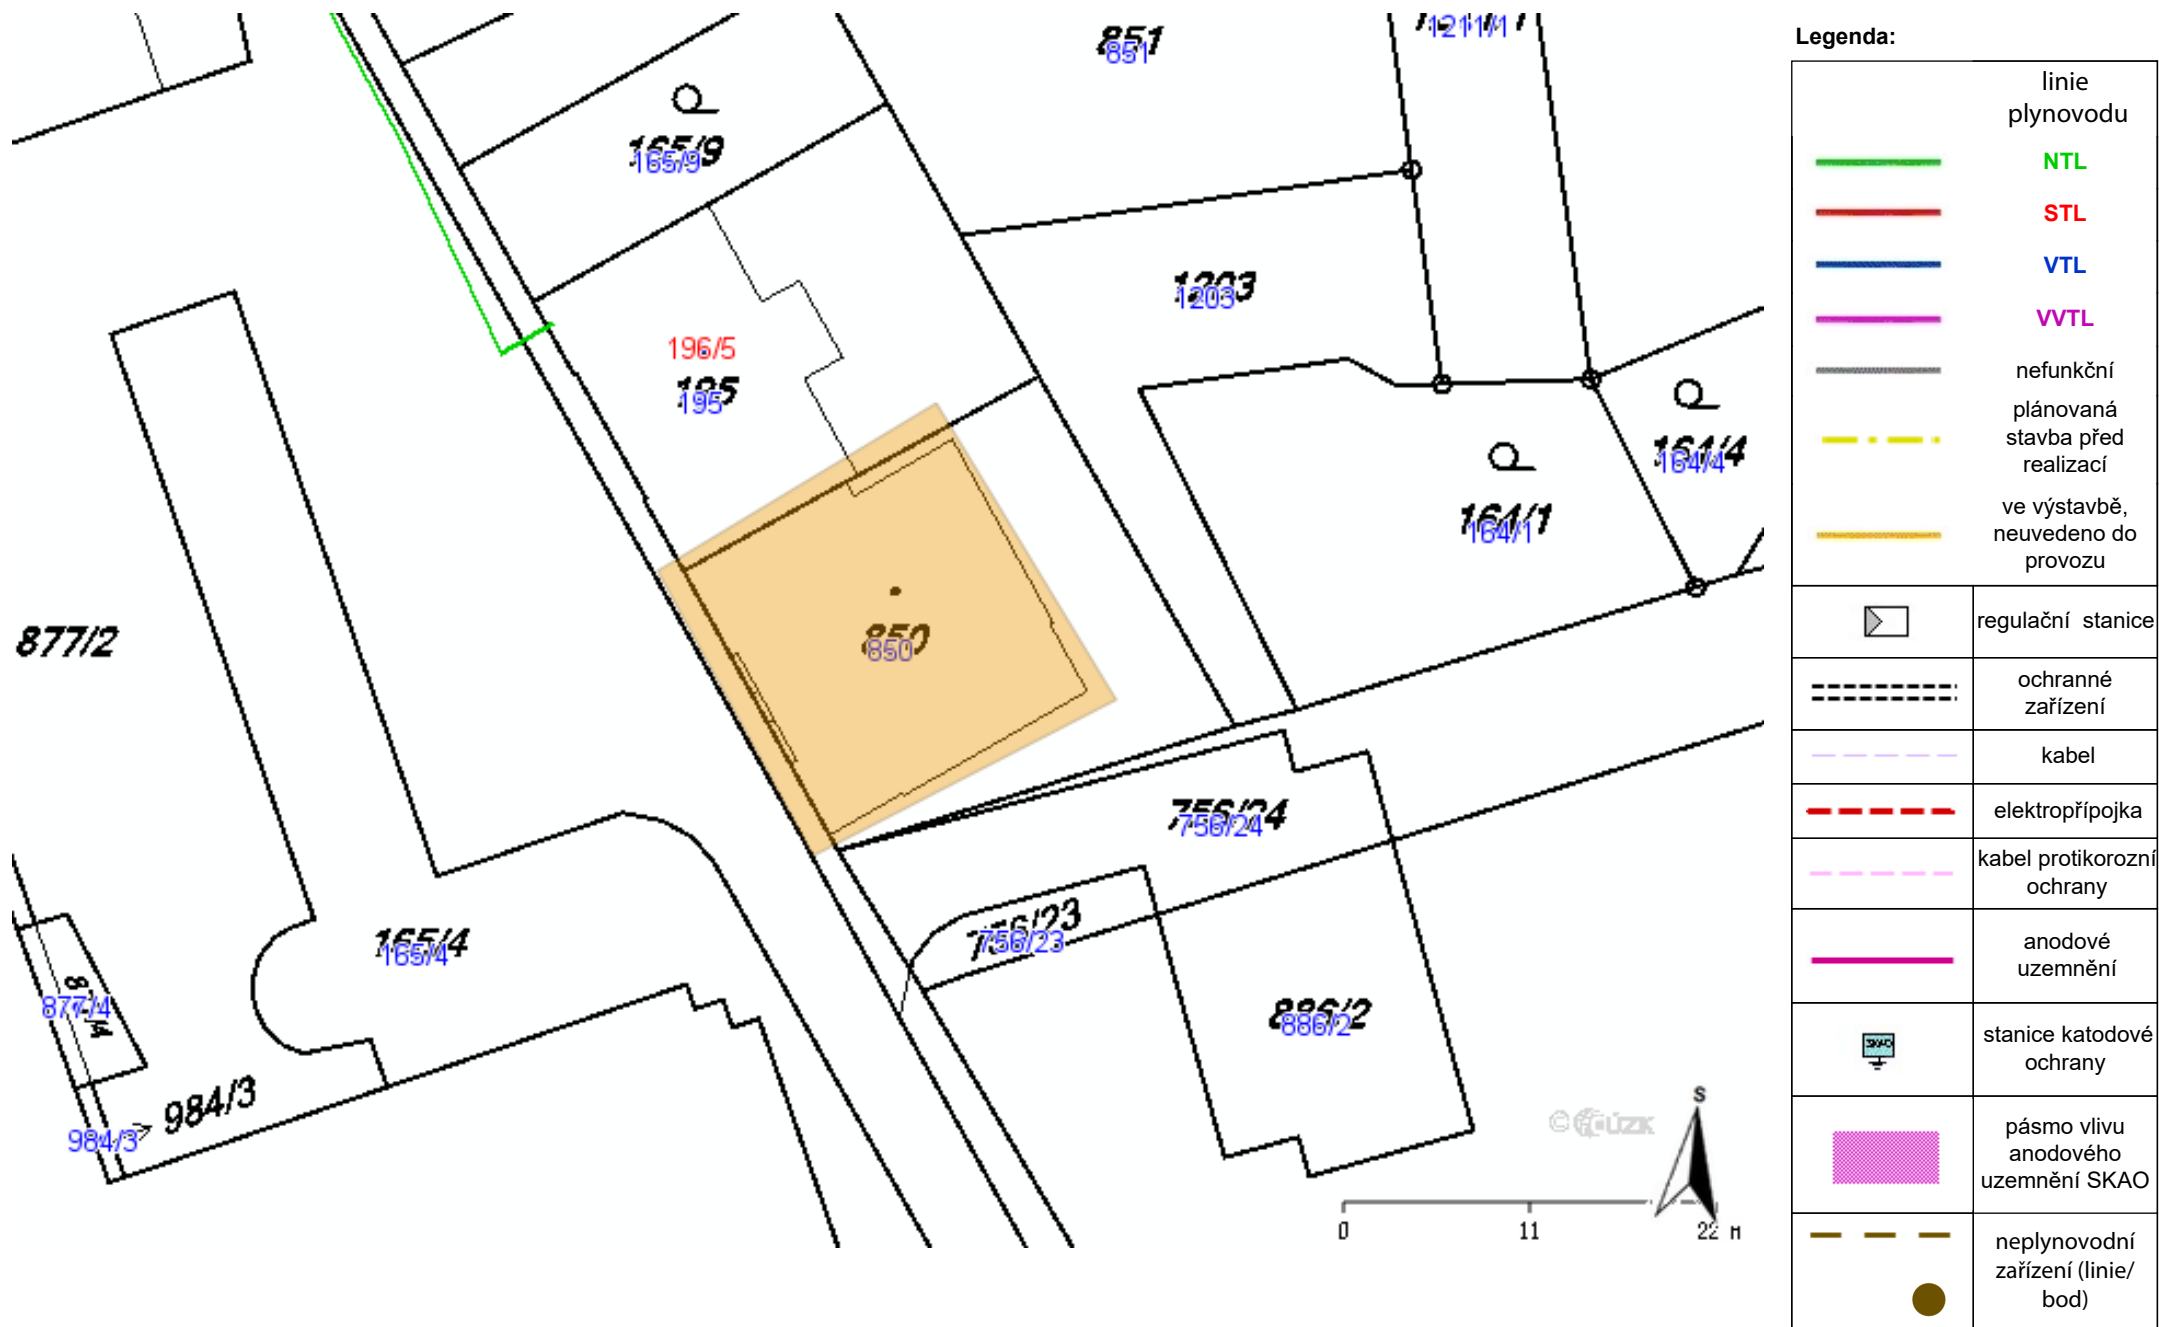 851
851
1211/1
165/9
165/9
1203
1203
196/5
195
195
164/4
164/4
164/1
164/1
850
850
877/2
756/24
756/24
756/23
756/23
165/4
165/4
877/4
877/4
886/2
886/2
984/3
984/3
© ČÚZK
S
0 11 22 M
Legenda:
linie
plynovodu
NTL
STL
VTL
VVTL
nefunkční
plánovaná
stavba před
realizací
ve výstavbě,
neuvedeno do
provozu
regulační stanice
ochranné
zařízení
kabel
elektropřípojka
kabel protikorozní
ochrany
anodové
uzemnění
SKAO
stanice katodové
ochrany
pásmo vlivu
anodového
uzemnění SKAO
neplynovodní
zařízení (linie/
bod)